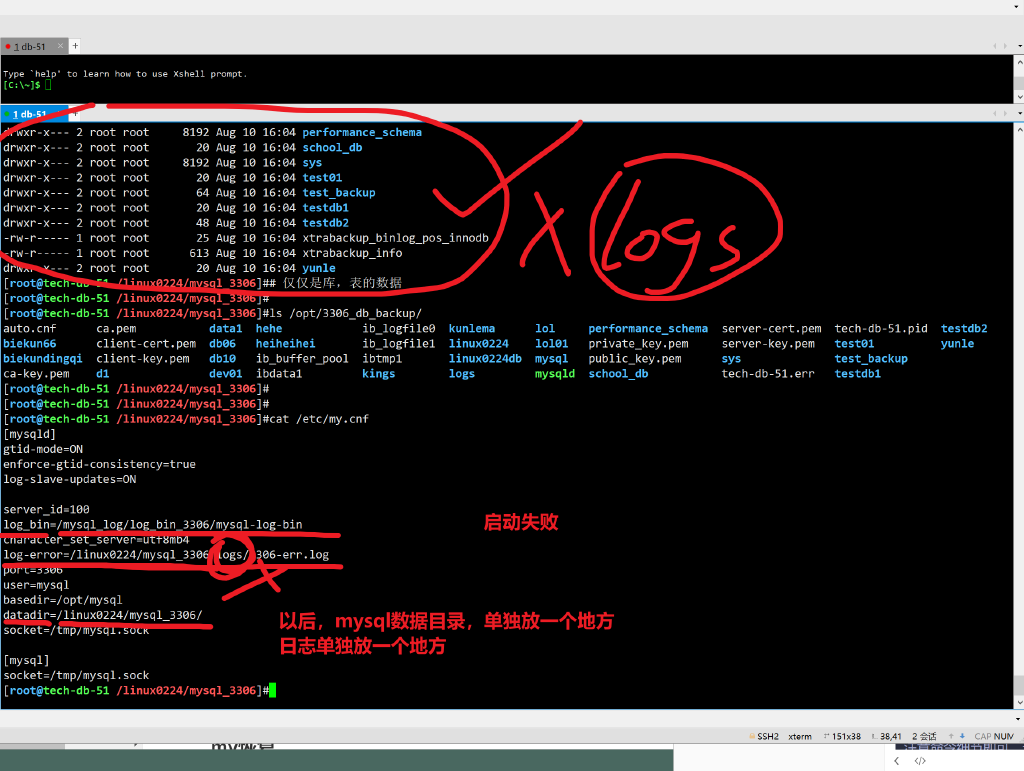 1 db-51 × +
Type `help' to learn how to use Xshell prompt.
[C:\~]$
1 db-51 +
drwxr-x--- 2 root root 8192 Aug 10 16:04 performance_schema
drwxr-x--- 2 root root 20 Aug 10 16:04 school_db
drwxr-x--- 2 root root 8192 Aug 10 16:04 sys
drwxr-x--- 2 root root 20 Aug 10 16:04 test01
drwxr-x--- 2 root root 64 Aug 10 16:04 test_backup
drwxr-x--- 2 root root 20 Aug 10 16:04 testdb1
drwxr-x--- 2 root root 48 Aug 10 16:04 testdb2
-rw-r----- 1 root root 25 Aug 10 16:04 xtrabackup_binlog_pos_innodb
-rw-r----- 1 root root 613 Aug 10 16:04 xtrabackup_info
drwxr-x--- 2 root root 20 Aug 10 16:04 yunle
X logs
[root@tech-db-51 /linux0224/mysql_3306]## 仅仅是库，表的数据
[root@tech-db-51 /linux0224/mysql_3306]#
[root@tech-db-51 /linux0224/mysql_3306]#ls /opt/3306_db_backup/
auto.cnf ca.pem data1 hehe ib_logfile0 kunlema lol performance_schema server-cert.pem tech-db-51.pid testdb2
biekun66 client-cert.pem db06 heiheihei ib_logfile1 linux0224 lol01 private_key.pem server-key.pem test01 yunle
biekundingqi client-key.pem db10 ib_buffer_pool ibtmp1 linux0224db mysql public_key.pem sys test_backup
ca-key.pem d1 dev01 ibdata1 kings logs mysqld school_db tech-db-51.err testdb1
[root@tech-db-51 /linux0224/mysql_3306]#
[root@tech-db-51 /linux0224/mysql_3306]#
[root@tech-db-51 /linux0224/mysql_3306]#cat /etc/my.cnf
[mysqld]
gtid-mode=ON
enforce-gtid-consistency=true
log-slave-updates=ON
server_id=100
log_bin=/mysql_log/log_bin_3306/mysql-log-bin
启动失败
character_set_server=utf8mb4
log-error=/linux0224/mysql_3306/logs/3306-err.log
port=3306
user=mysql
basedir=/opt/mysql
datadir=/linux0224/mysql_3306/
socket=/tmp/mysql.sock
以后，mysql数据目录，单独放一个地方
日志单独放一个地方
[mysql]
socket=/tmp/mysql.sock
[root@tech-db-51 /linux0224/mysql_3306]#
SSH2 xterm 151x38 38,41 2 会话 CAP NUM